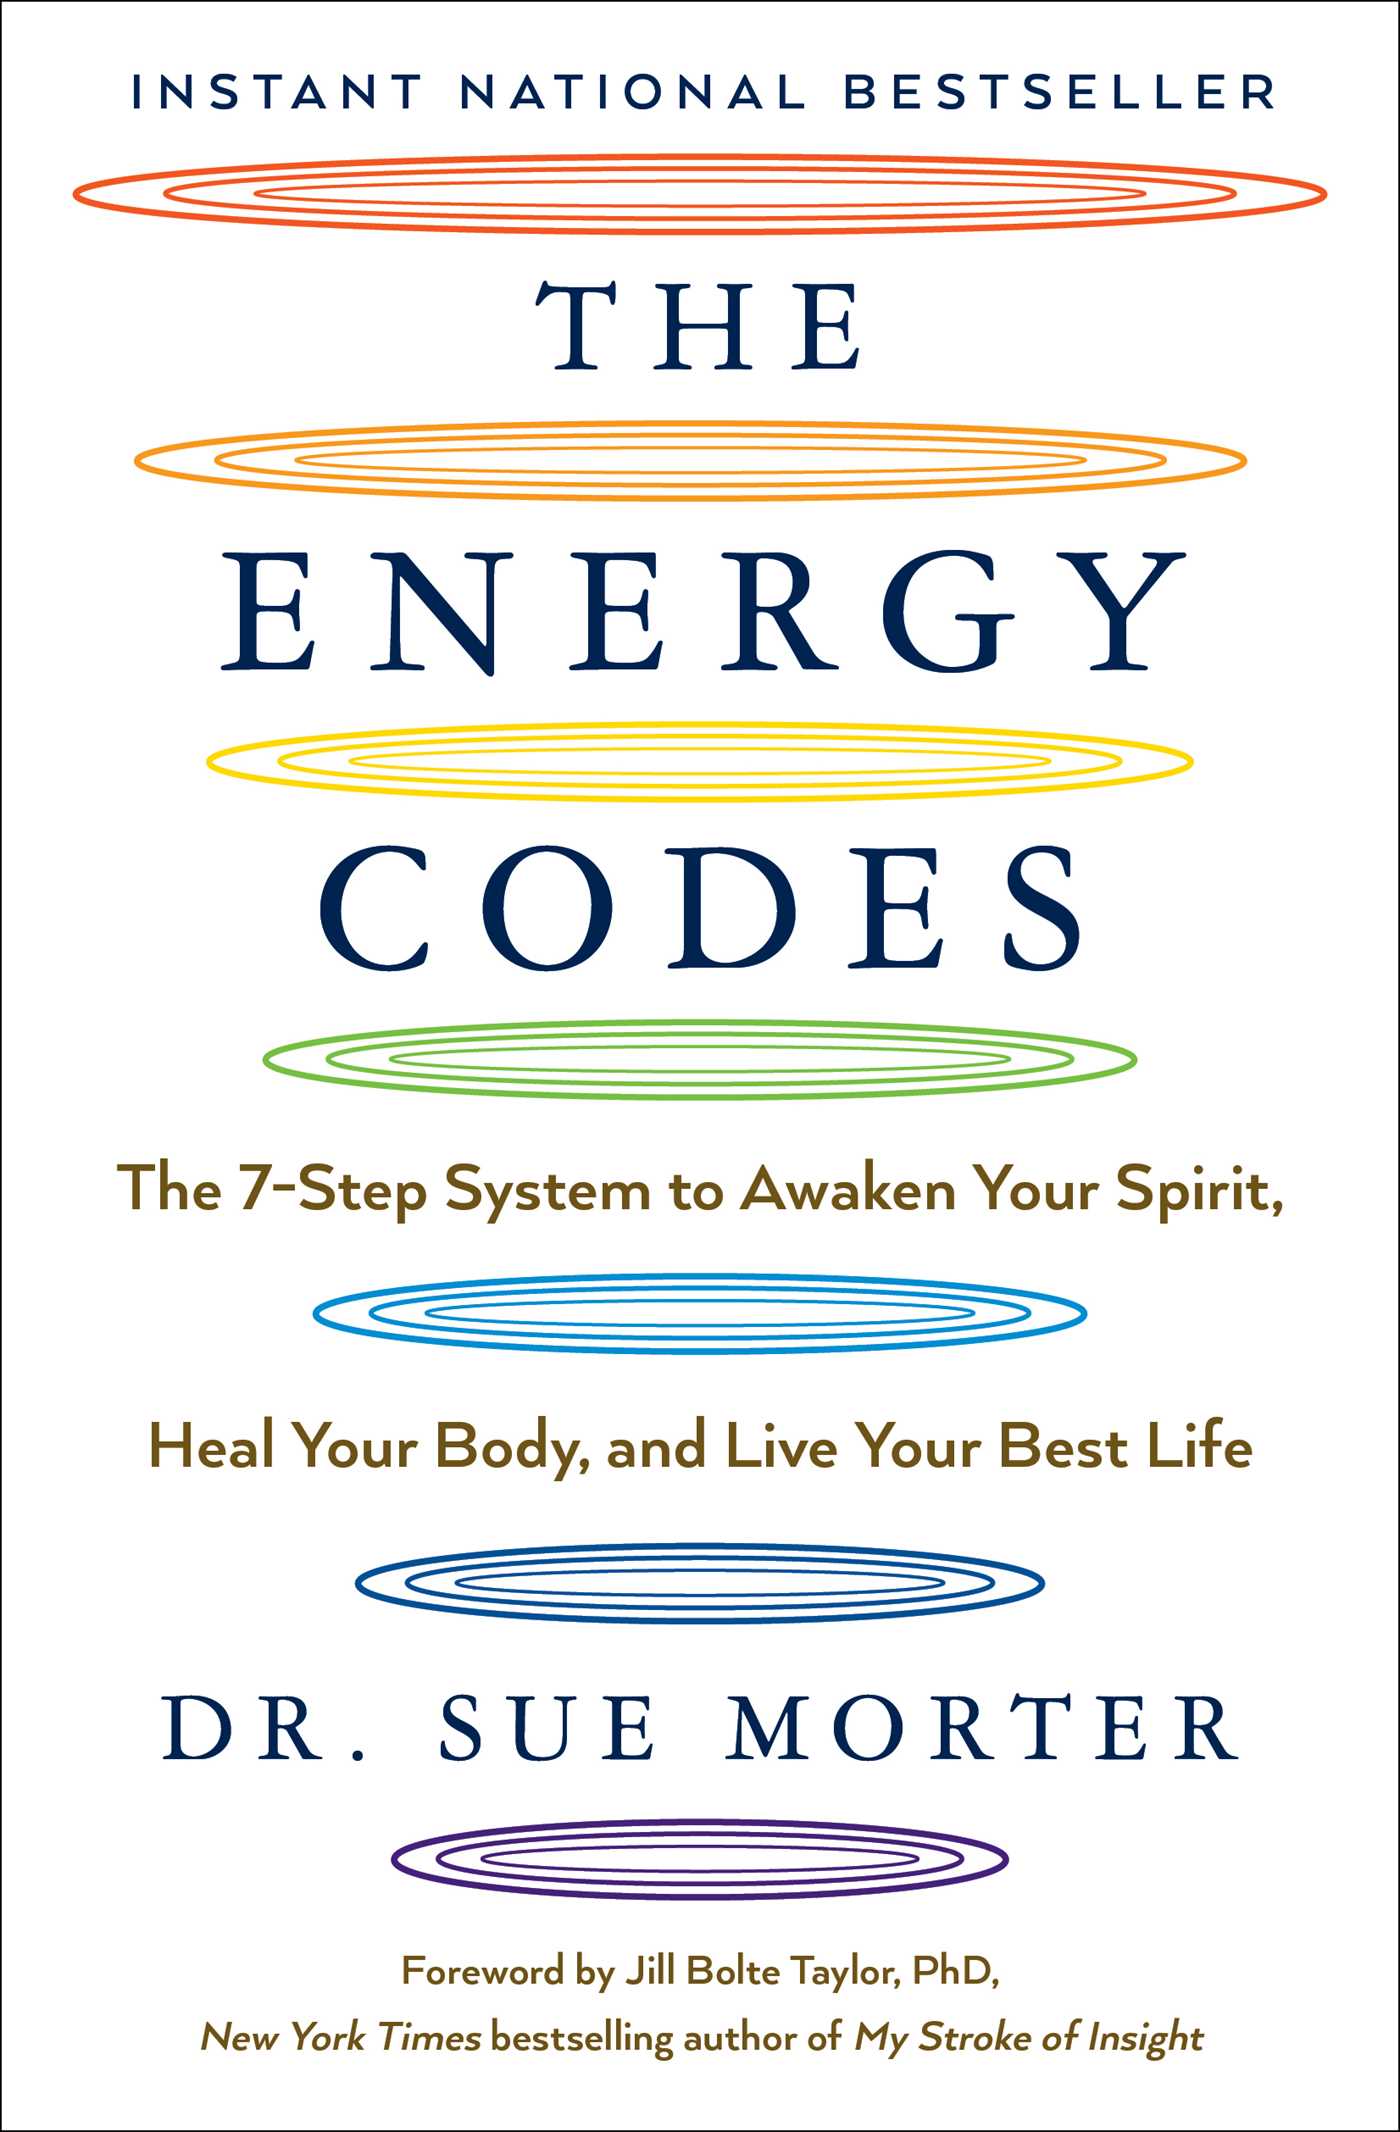 INSTANT NATIONAL BESTSELLER
THE
ENERGY
CODES
The 7-Step System to Awaken Your Spirit,
Heal Your Body, and Live Your Best Life
DR. SUE MORTER
Foreword by Jill Bolte Taylor, PhD,
New York Times bestselling author of My Stroke of Insight